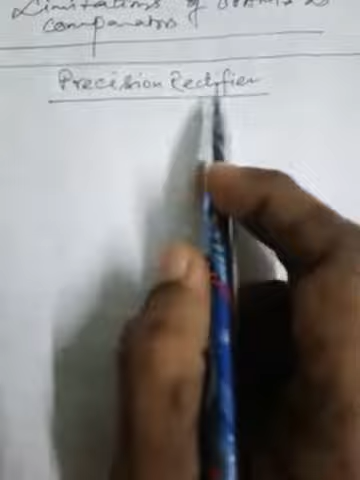 Limitations of
comparators
Precision Rectifier